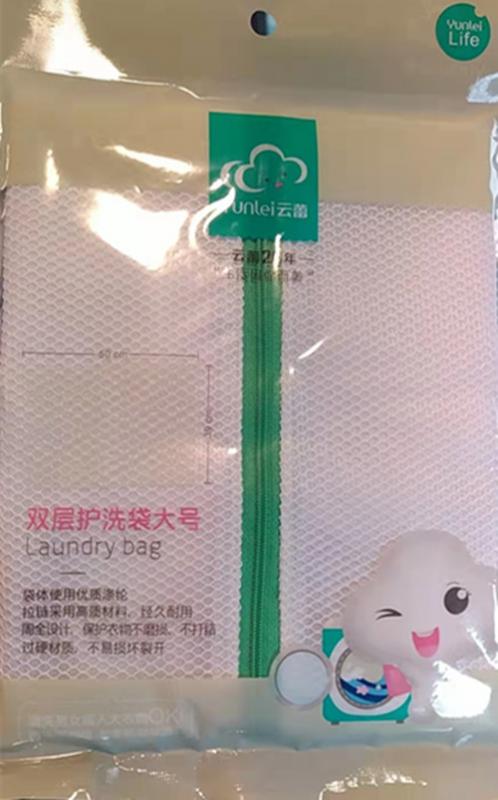 Yunlei
Life
Yunlei云蕾
60 cm
双层护洗袋大号
Laundry bag
袋体使用优质涤纶
拉链采用高质材料，经久耐用
周全设计，保护衣物不磨损，不打结
过硬材质，不易损坏裂开